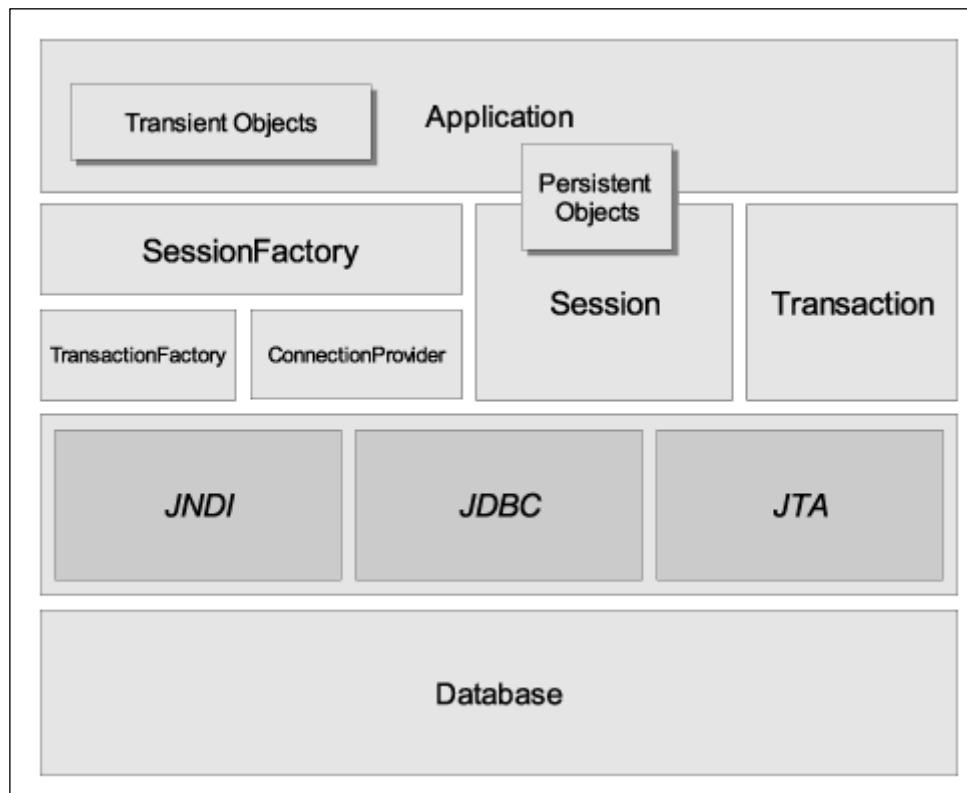 Transient Objects
Application
Persistent
Objects
SessionFactory
Session
Transaction
TransactionFactory
ConnectionProvider
JNDI
JDBC
JTA
Database